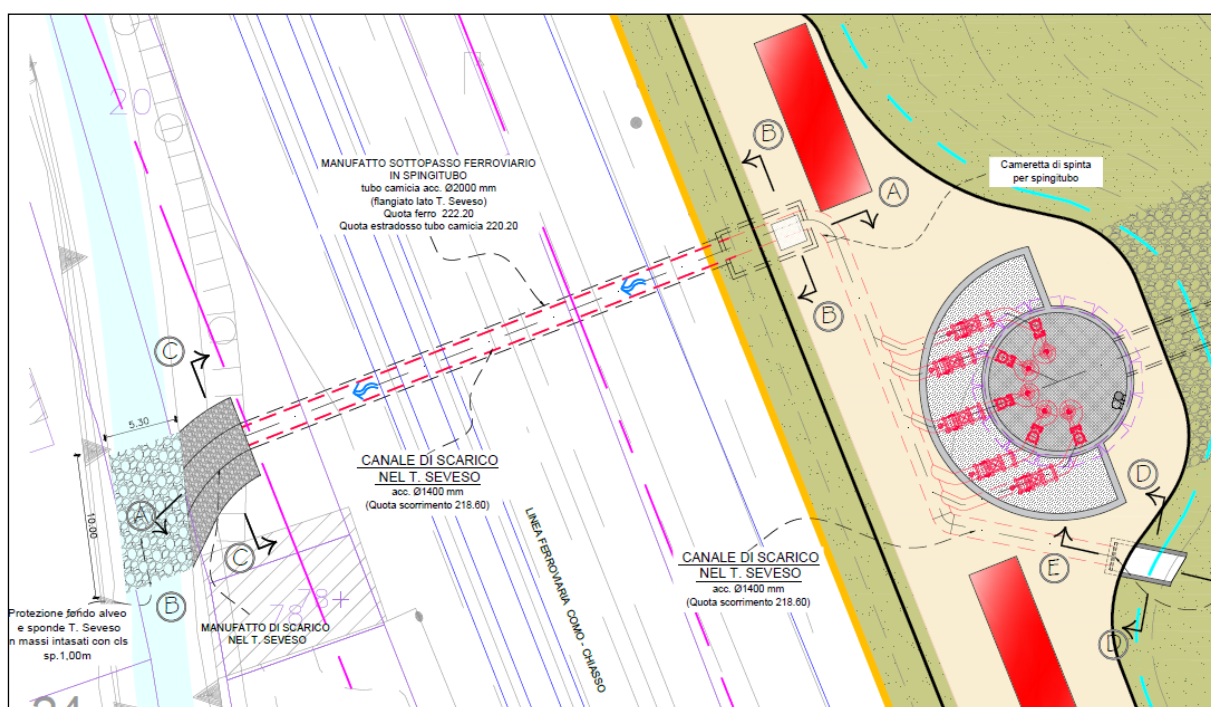 20
MANUFATTO SOTTOPASSO FERROVIARIO
IN SPINGITUBO
tubo camicia acc. Ø2000 mm
(flangiato lato T. Seveso)
Quota ferro 222.20
Quota estradosso tubo camicia 220.20
B
A
Cameretta di spinta
per spingitubo
B
C
5.30
CANALE DI SCARICO
NEL T. SEVESO
acc. Ø1400 mm
(Quota scorrimento 218.60)
A
10.00
C
D
LINEA FERROVIARIA COMO - CHIASSO
CANALE DI SCARICO
NEL T. SEVESO
acc. Ø1400 mm
(Quota scorrimento 218.60)
E
B
D
Protezione fondo alveo
e sponde T. Seveso
n massi intasati con cls
sp.1,00m
78
73+
MANUFATTO DI SCARICO
NEL T. SEVESO